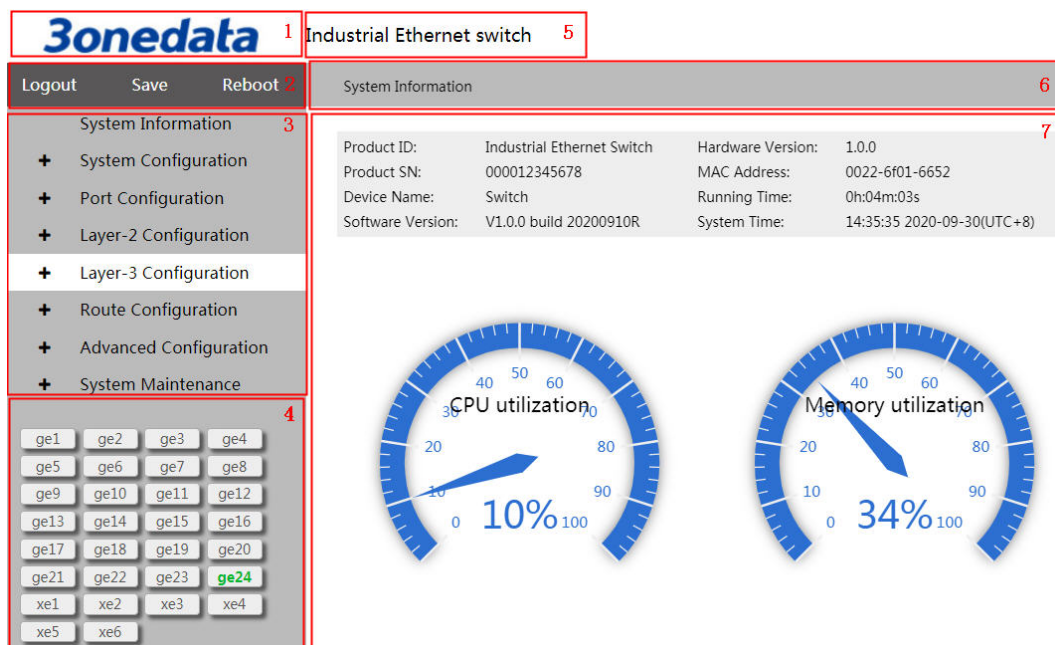 3onedata 1
Industrial Ethernet switch 5
Logout Save Reboot 2
System Information 6
System Information 3
+ System Configuration
+ Port Configuration
+ Layer-2 Configuration
+ Layer-3 Configuration
+ Route Configuration
+ Advanced Configuration
+ System Maintenance
4
ge1 ge2 ge3 ge4
ge5 ge6 ge7 ge8
ge9 ge10 ge11 ge12
ge13 ge14 ge15 ge16
ge17 ge18 ge19 ge20
ge21 ge22 ge23 ge24
xe1 xe2 xe3 xe4
xe5 xe6
7
Product ID: Industrial Ethernet Switch Hardware Version: 1.0.0
Product SN: 000012345678 MAC Address: 0022-6f01-6652
Device Name: Switch Running Time: 0h:04m:03s
Software Version: V1.0.0 build 20200910R System Time: 14:35:35 2020-09-30(UTC+8)
CPU utilization
0 10 20 30 40 50 60 70 80 90 100
10%
Memory utilization
0 10 20 30 40 50 60 70 80 90 100
34%